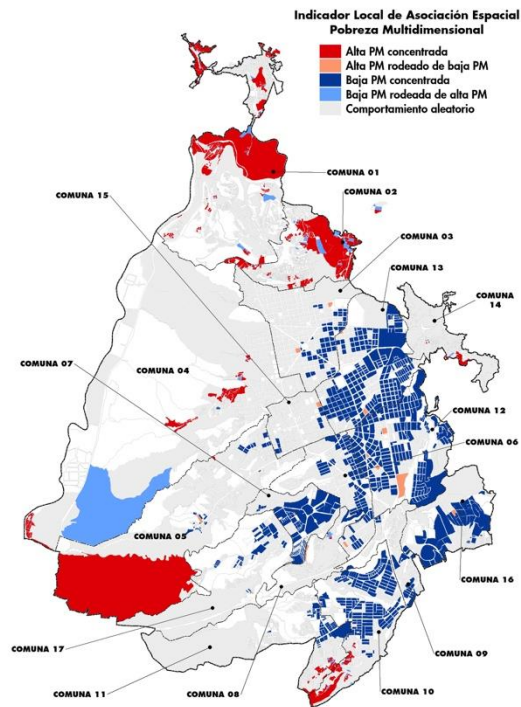 Indicador Local de Asociación Espacial
Pobreza Multidimensional
Alta PM concentrada
Alta PM rodeado de baja PM
Baja PM concentrada
Baja PM rodeada de alta PM
Comportamiento aleatorio
COMUNA 01
COMUNA 15
COMUNA 02
COMUNA 03
COMUNA 13
COMUNA
14
COMUNA 07
COMUNA 04
COMUNA 12
COMUNA 06
COMUNA 05
COMUNA 16
COMUNA 17
COMUNA 09
COMUNA 11
COMUNA 08
COMUNA 10